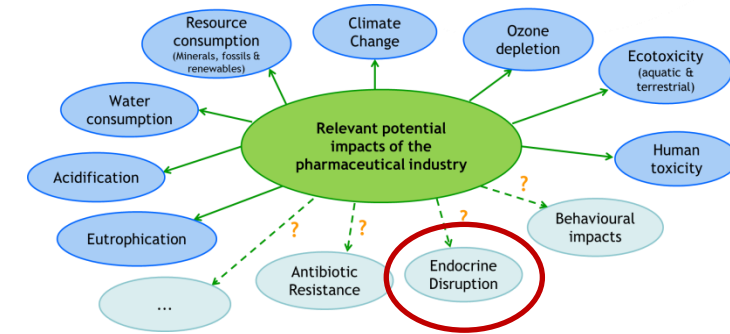 Resource
consumption
(Minerals, fossils &
renewables)
Climate
Change
Ozone
depletion
Ecotoxicity
(aquatic &
terrestrial)
Water
consumption
Relevant potential
impacts of the
pharmaceutical industry
Human
toxicity
Acidification
?
Behavioural
impacts
Eutrophication
?
?
?
Antibiotic
Resistance
Endocrine
Disruption
...